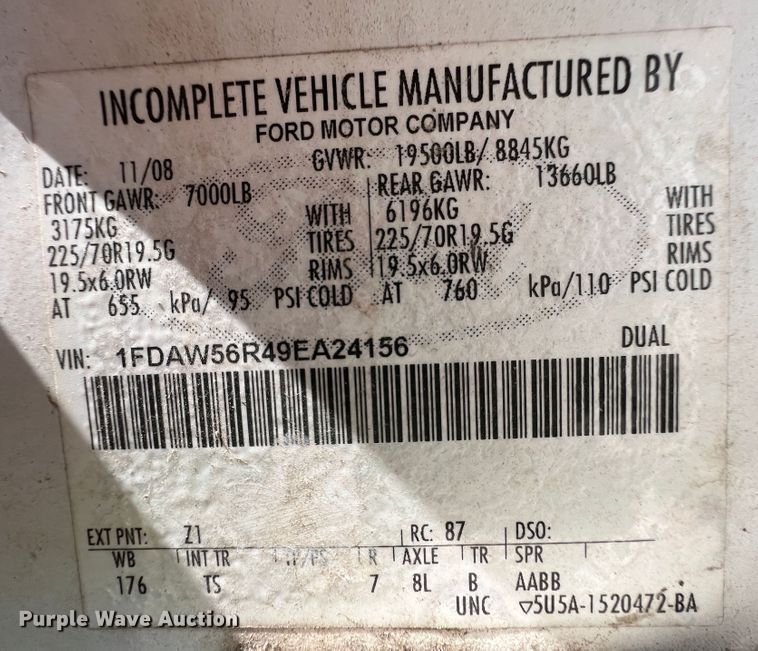 INCOMPLETE VEHICLE MANUFACTURED BY
FORD MOTOR COMPANY
DATE: 11/08 GVWR: 19500LB/ 8845KG
FRONT GAWR: 7000LB REAR GAWR: 13660LB
3175KG WITH 6196KG WITH
225/70R19.5G TIRES 225/70R19.5G TIRES
19.5x6.0RW RIMS 19.5x6.0RW RIMS
AT 655 kPa/ 95 PSI COLD AT 760 kPa/110 PSI COLD
VIN: 1FDAW56R49EA24156 DUAL
EXT PNT: Z1 RC: 87 DSO:
WB INT TR TP/PS R AXLE TR SPR
176 TS 7 8L B AABB
UNC ▽5U5A-1520472-BA
Purple Wave Auction